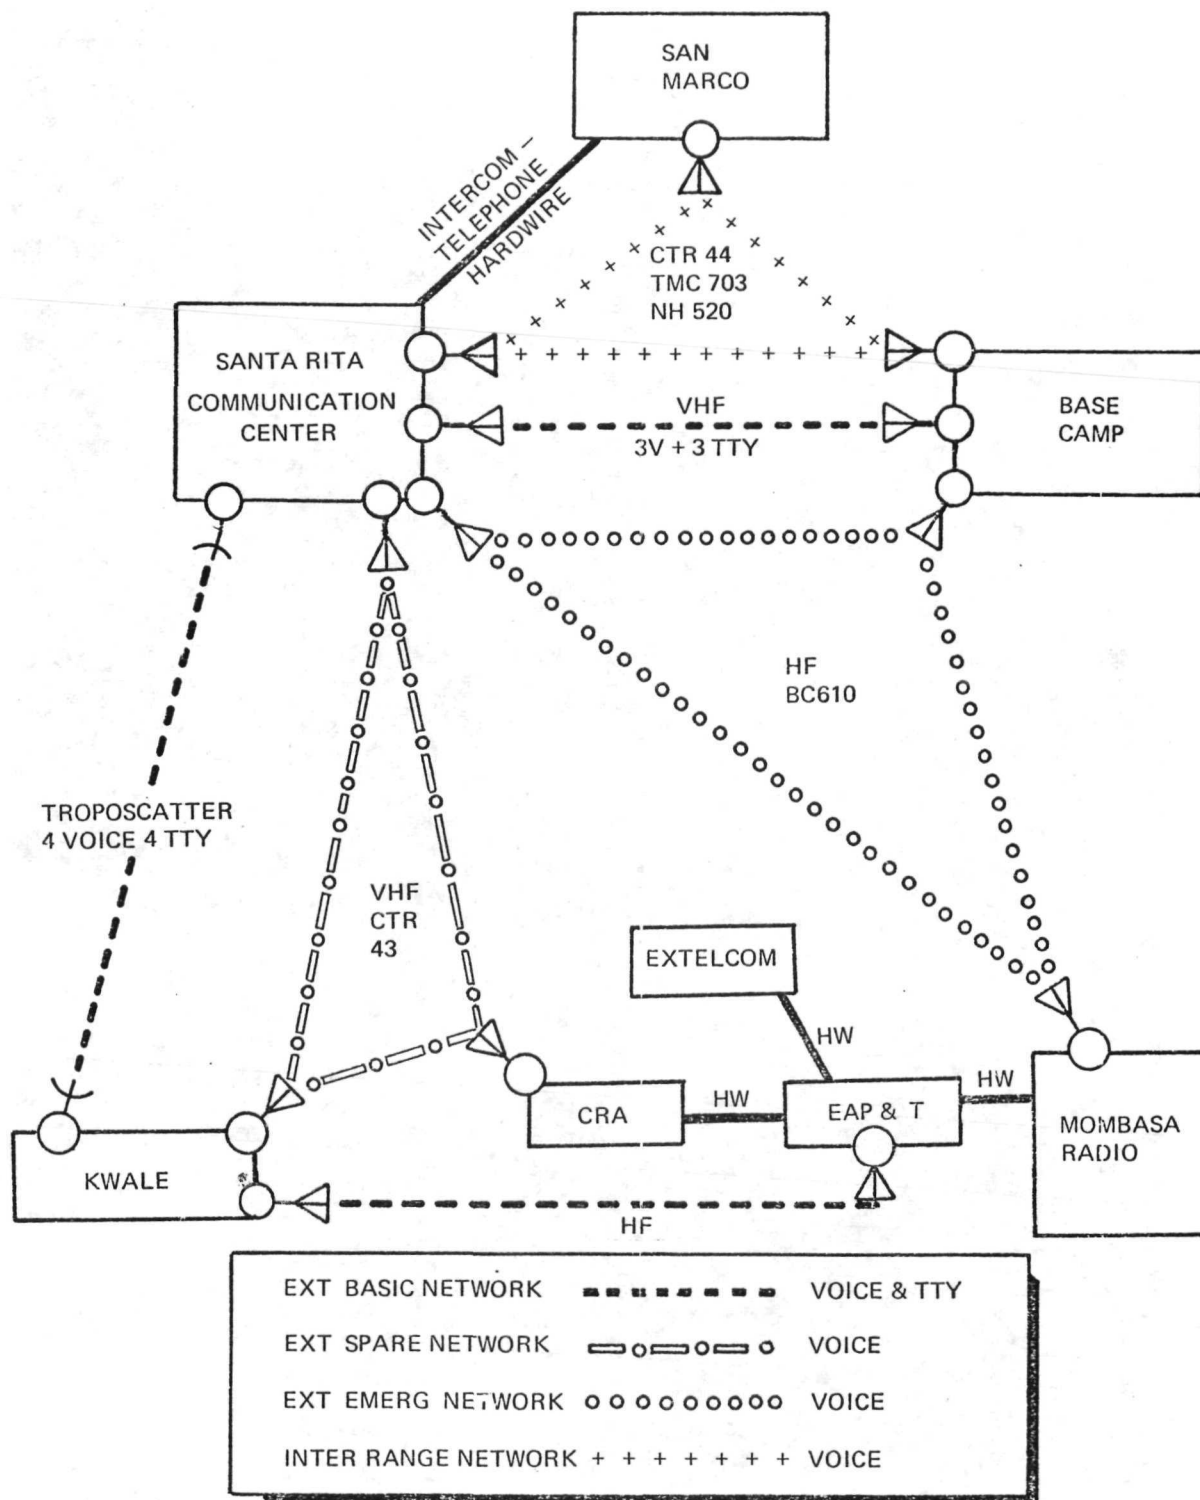 SAN
MARCO
INTERCOM –
TELEPHONE
HARDWIRE
CTR 44
TMC 703
NH 520
SANTA RITA
COMMUNICATION
CENTER
VHF
3V + 3 TTY
BASE
CAMP
HF
BC610
TROPOSCATTER
4 VOICE 4 TTY
VHF
CTR
43
EXTELCOM
HW
HW
HW
CRA
EAP & T
MOMBASA
RADIO
KWALE
HF
EXT BASIC NETWORK VOICE & TTY
EXT SPARE NETWORK VOICE
EXT EMERG NETWORK VOICE
INTER RANGE NETWORK + + + + + + + VOICE